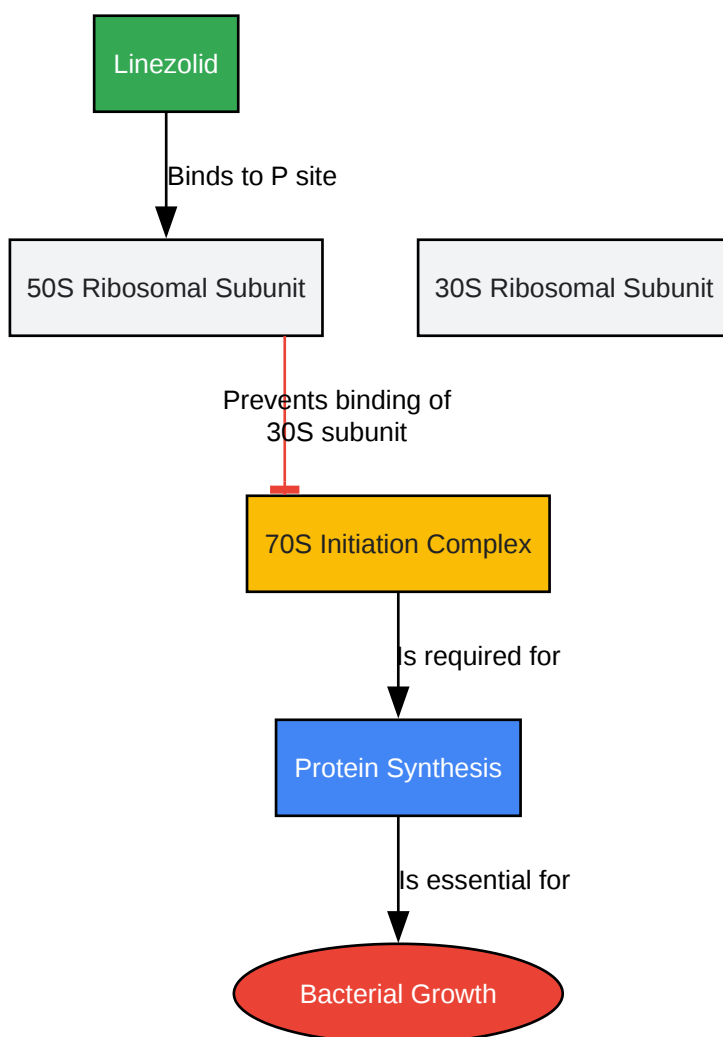 Linezolid
Binds to P site
50S Ribosomal Subunit
30S Ribosomal Subunit
Prevents binding of
30S subunit
70S Initiation Complex
Is required for
Protein Synthesis
Is essential for
Bacterial Growth